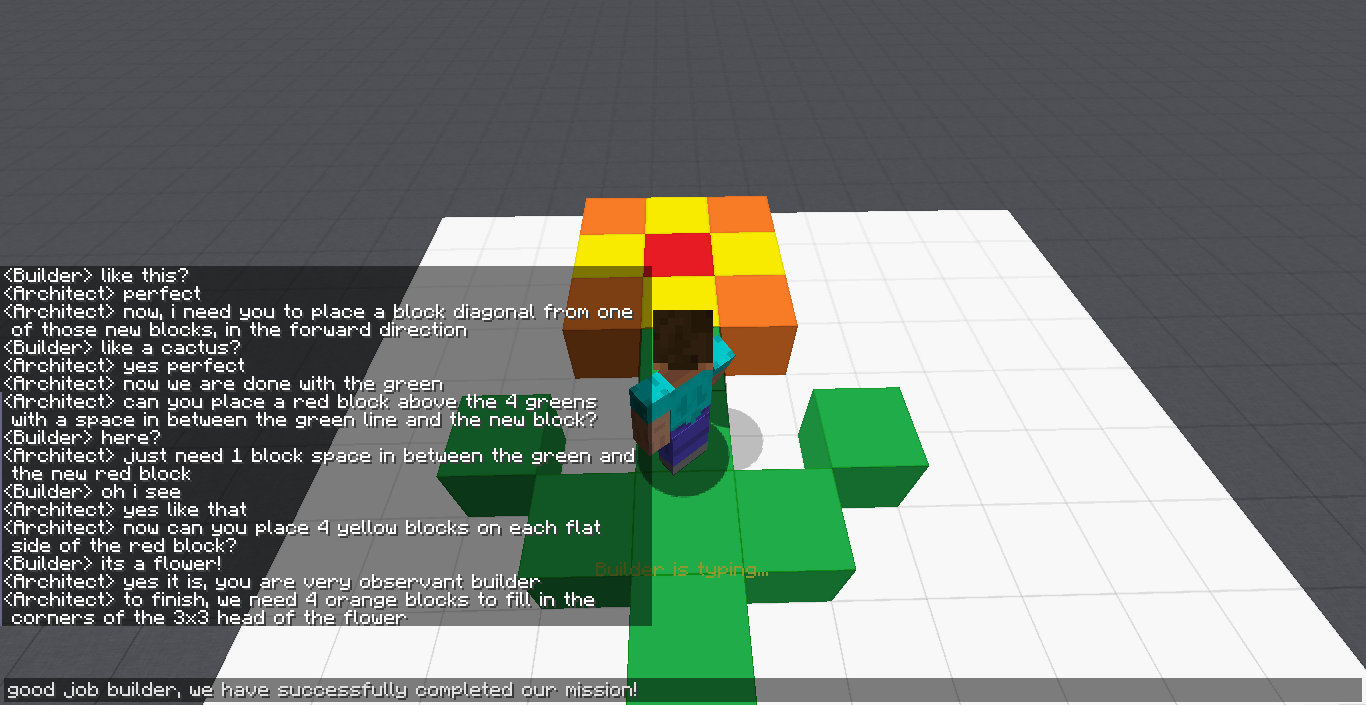 <Builder> like this?
<Architect> perfect
<Architect> now, i need you to place a block diagonal from one
of those new blocks, in the forward direction
<Builder> like a cactus?
<Architect> yes perfect
<Architect> now we are done with the green
<Architect> can you place a red block above the 4 greens
with a space in between the green line and the new block?
<Builder> here?
<Architect> just need 1 block space in between the green and
the new red block
<Builder> oh i see
<Architect> yes like that
<Architect> now can you place 4 yellow blocks on each flat
side of the red block?
<Builder> its a flower!
<Architect> yes it is, you are very observant builder
<Architect> to finish, we need 4 orange blocks to fill in the
corners of the 3x3 head of the flower
Builder is typing...
good job builder, we have successfully completed our mission!